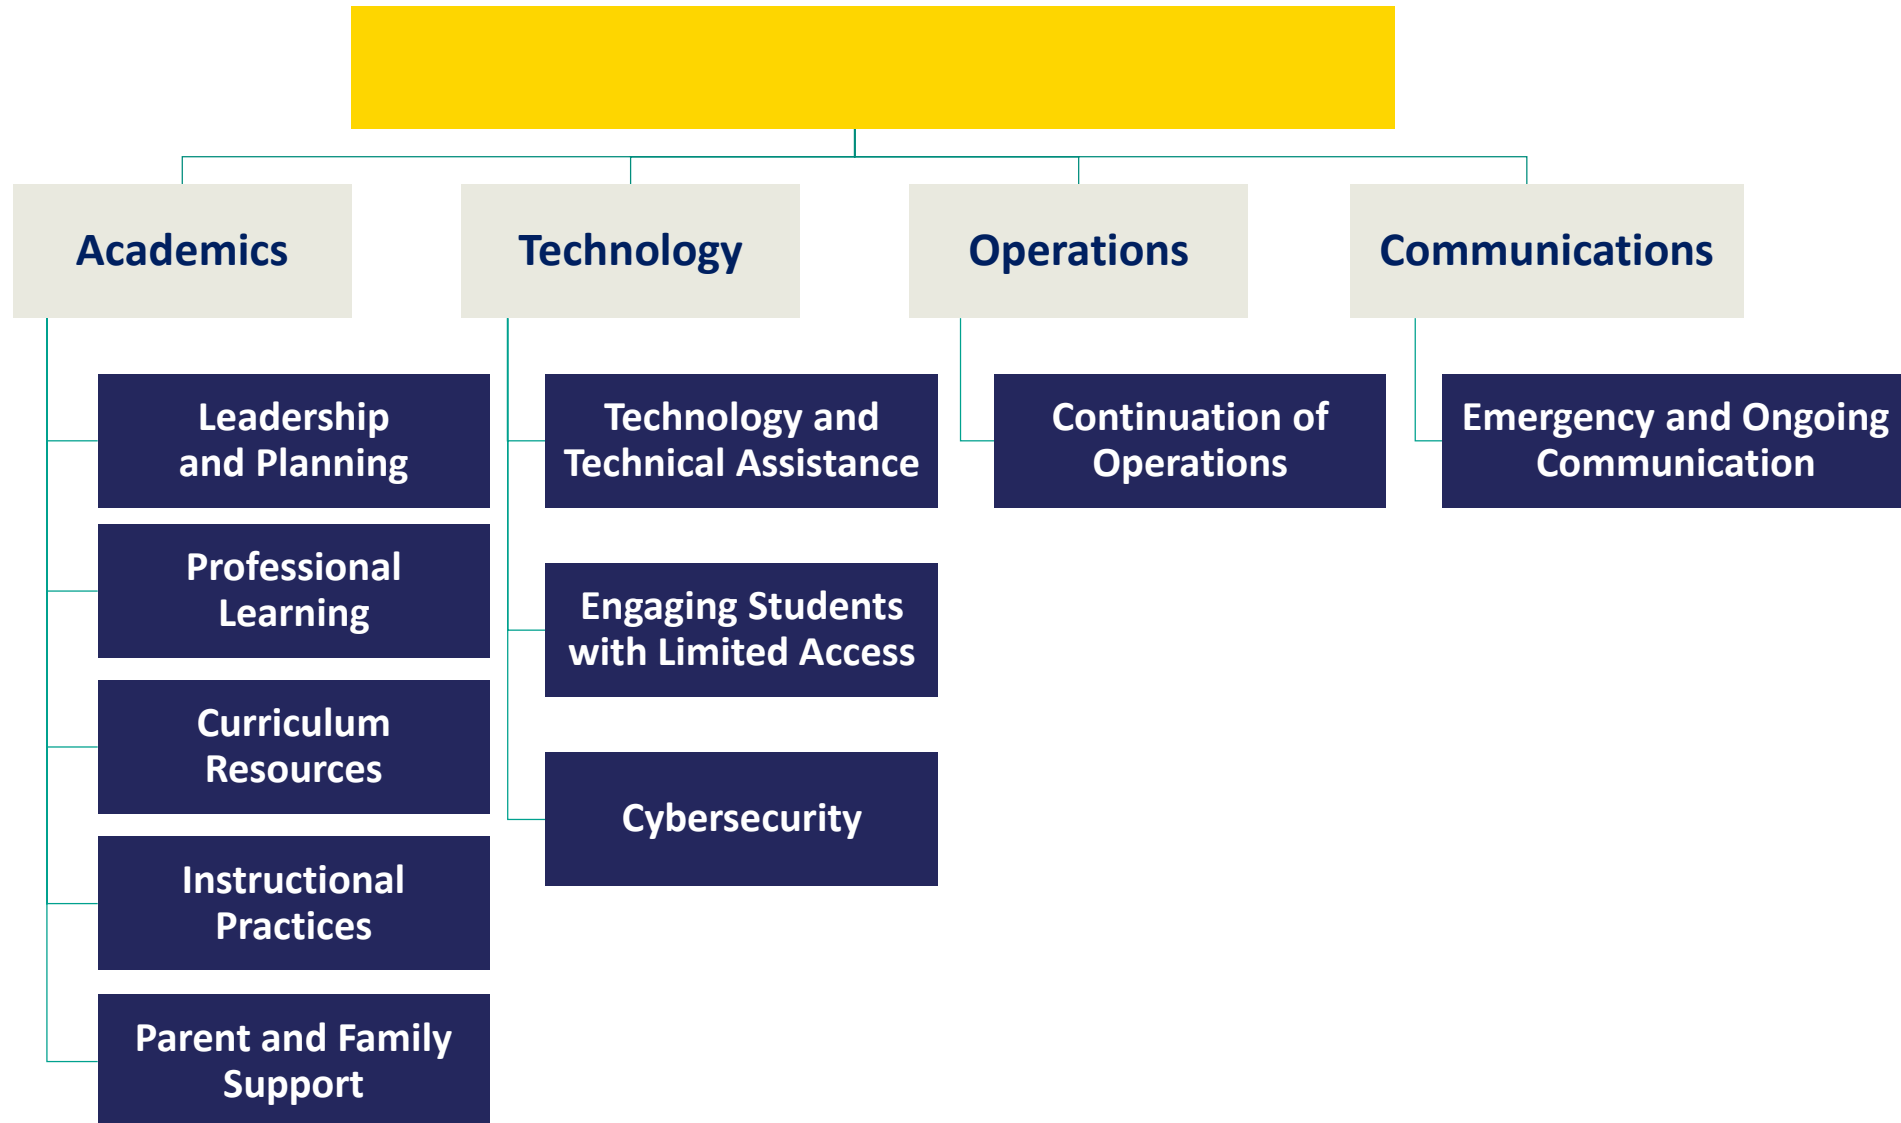 Academics
Technology
Operations
Communications
Leadership
and Planning
Professional
Learning
Curriculum
Resources
Instructional
Practices
Parent and Family
Support
Technology and
Technical Assistance
Engaging Students
with Limited Access
Cybersecurity
Continuation of
Operations
Emergency and Ongoing
Communication